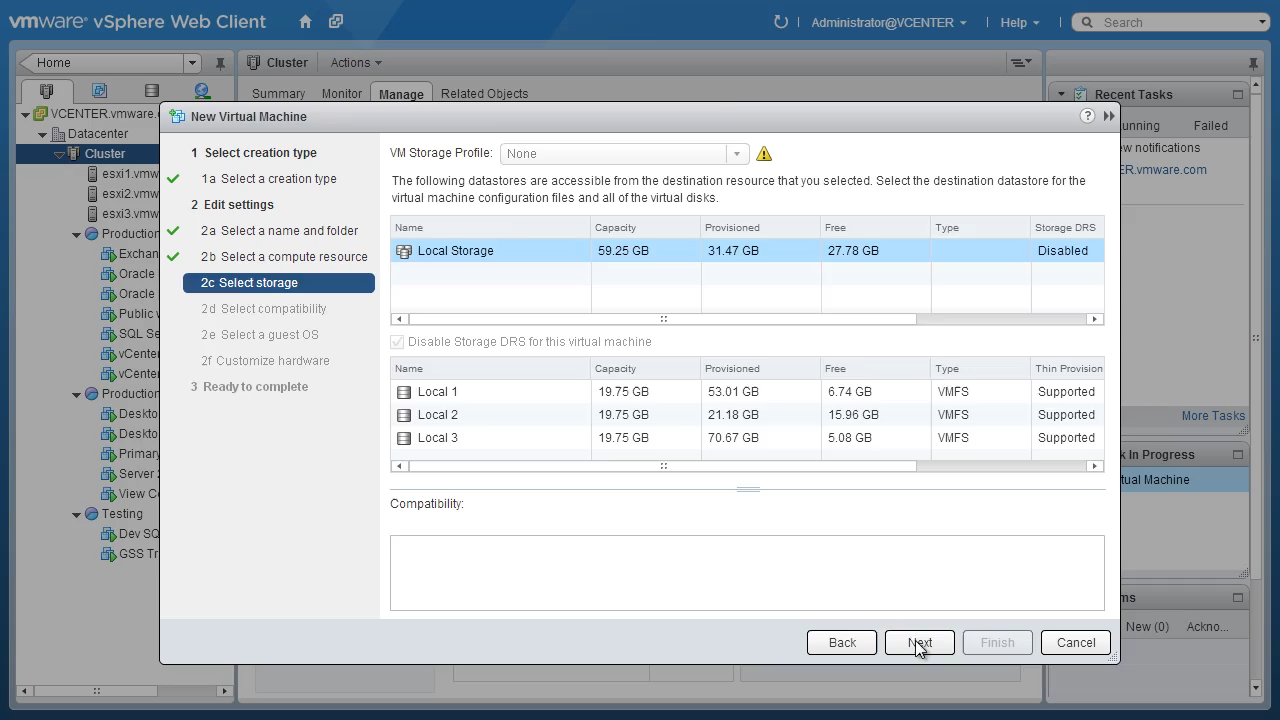 vmware vSphere Web Client
Administrator@VCENTER
Help
Search
Home
Cluster
Actions
Summary
Monitor
Manage
Related Objects
VCENTER.vmware.c
Datacenter
Cluster
esxi1.vmw
esxi2.vmw
esxi3.vmw
Production
Exchan
Oracle
Oracle
Public v
SQL Se
vCenter
vCenter
Production
Deskto
Deskto
Primary
Server 2
View Co
Testing
Dev SQ
GSS Tr
New Virtual Machine
1 Select creation type
1a Select a creation type
2 Edit settings
2a Select a name and folder
2b Select a compute resource
2c Select storage
2d Select compatibility
2e Select a guest OS
2f Customize hardware
3 Ready to complete
VM Storage Profile: None
The following datastores are accessible from the destination resource that you selected. Select the destination datastore for the
virtual machine configuration files and all of the virtual disks.
Name Capacity Provisioned Free Type Storage DRS
Local Storage 59.25 GB 31.47 GB 27.78 GB Disabled
Disable Storage DRS for this virtual machine
Name Capacity Provisioned Free Type Thin Provision
Local 1 19.75 GB 53.01 GB 6.74 GB VMFS Supported
Local 2 19.75 GB 21.18 GB 15.96 GB VMFS Supported
Local 3 19.75 GB 70.67 GB 5.08 GB VMFS Supported
Compatibility:
Back
Next
Finish
Cancel
Recent Tasks
unning Failed
ew notifications
ER.vmware.com
More Tasks
k In Progress
rtual Machine
ms
New (0) Ackno...